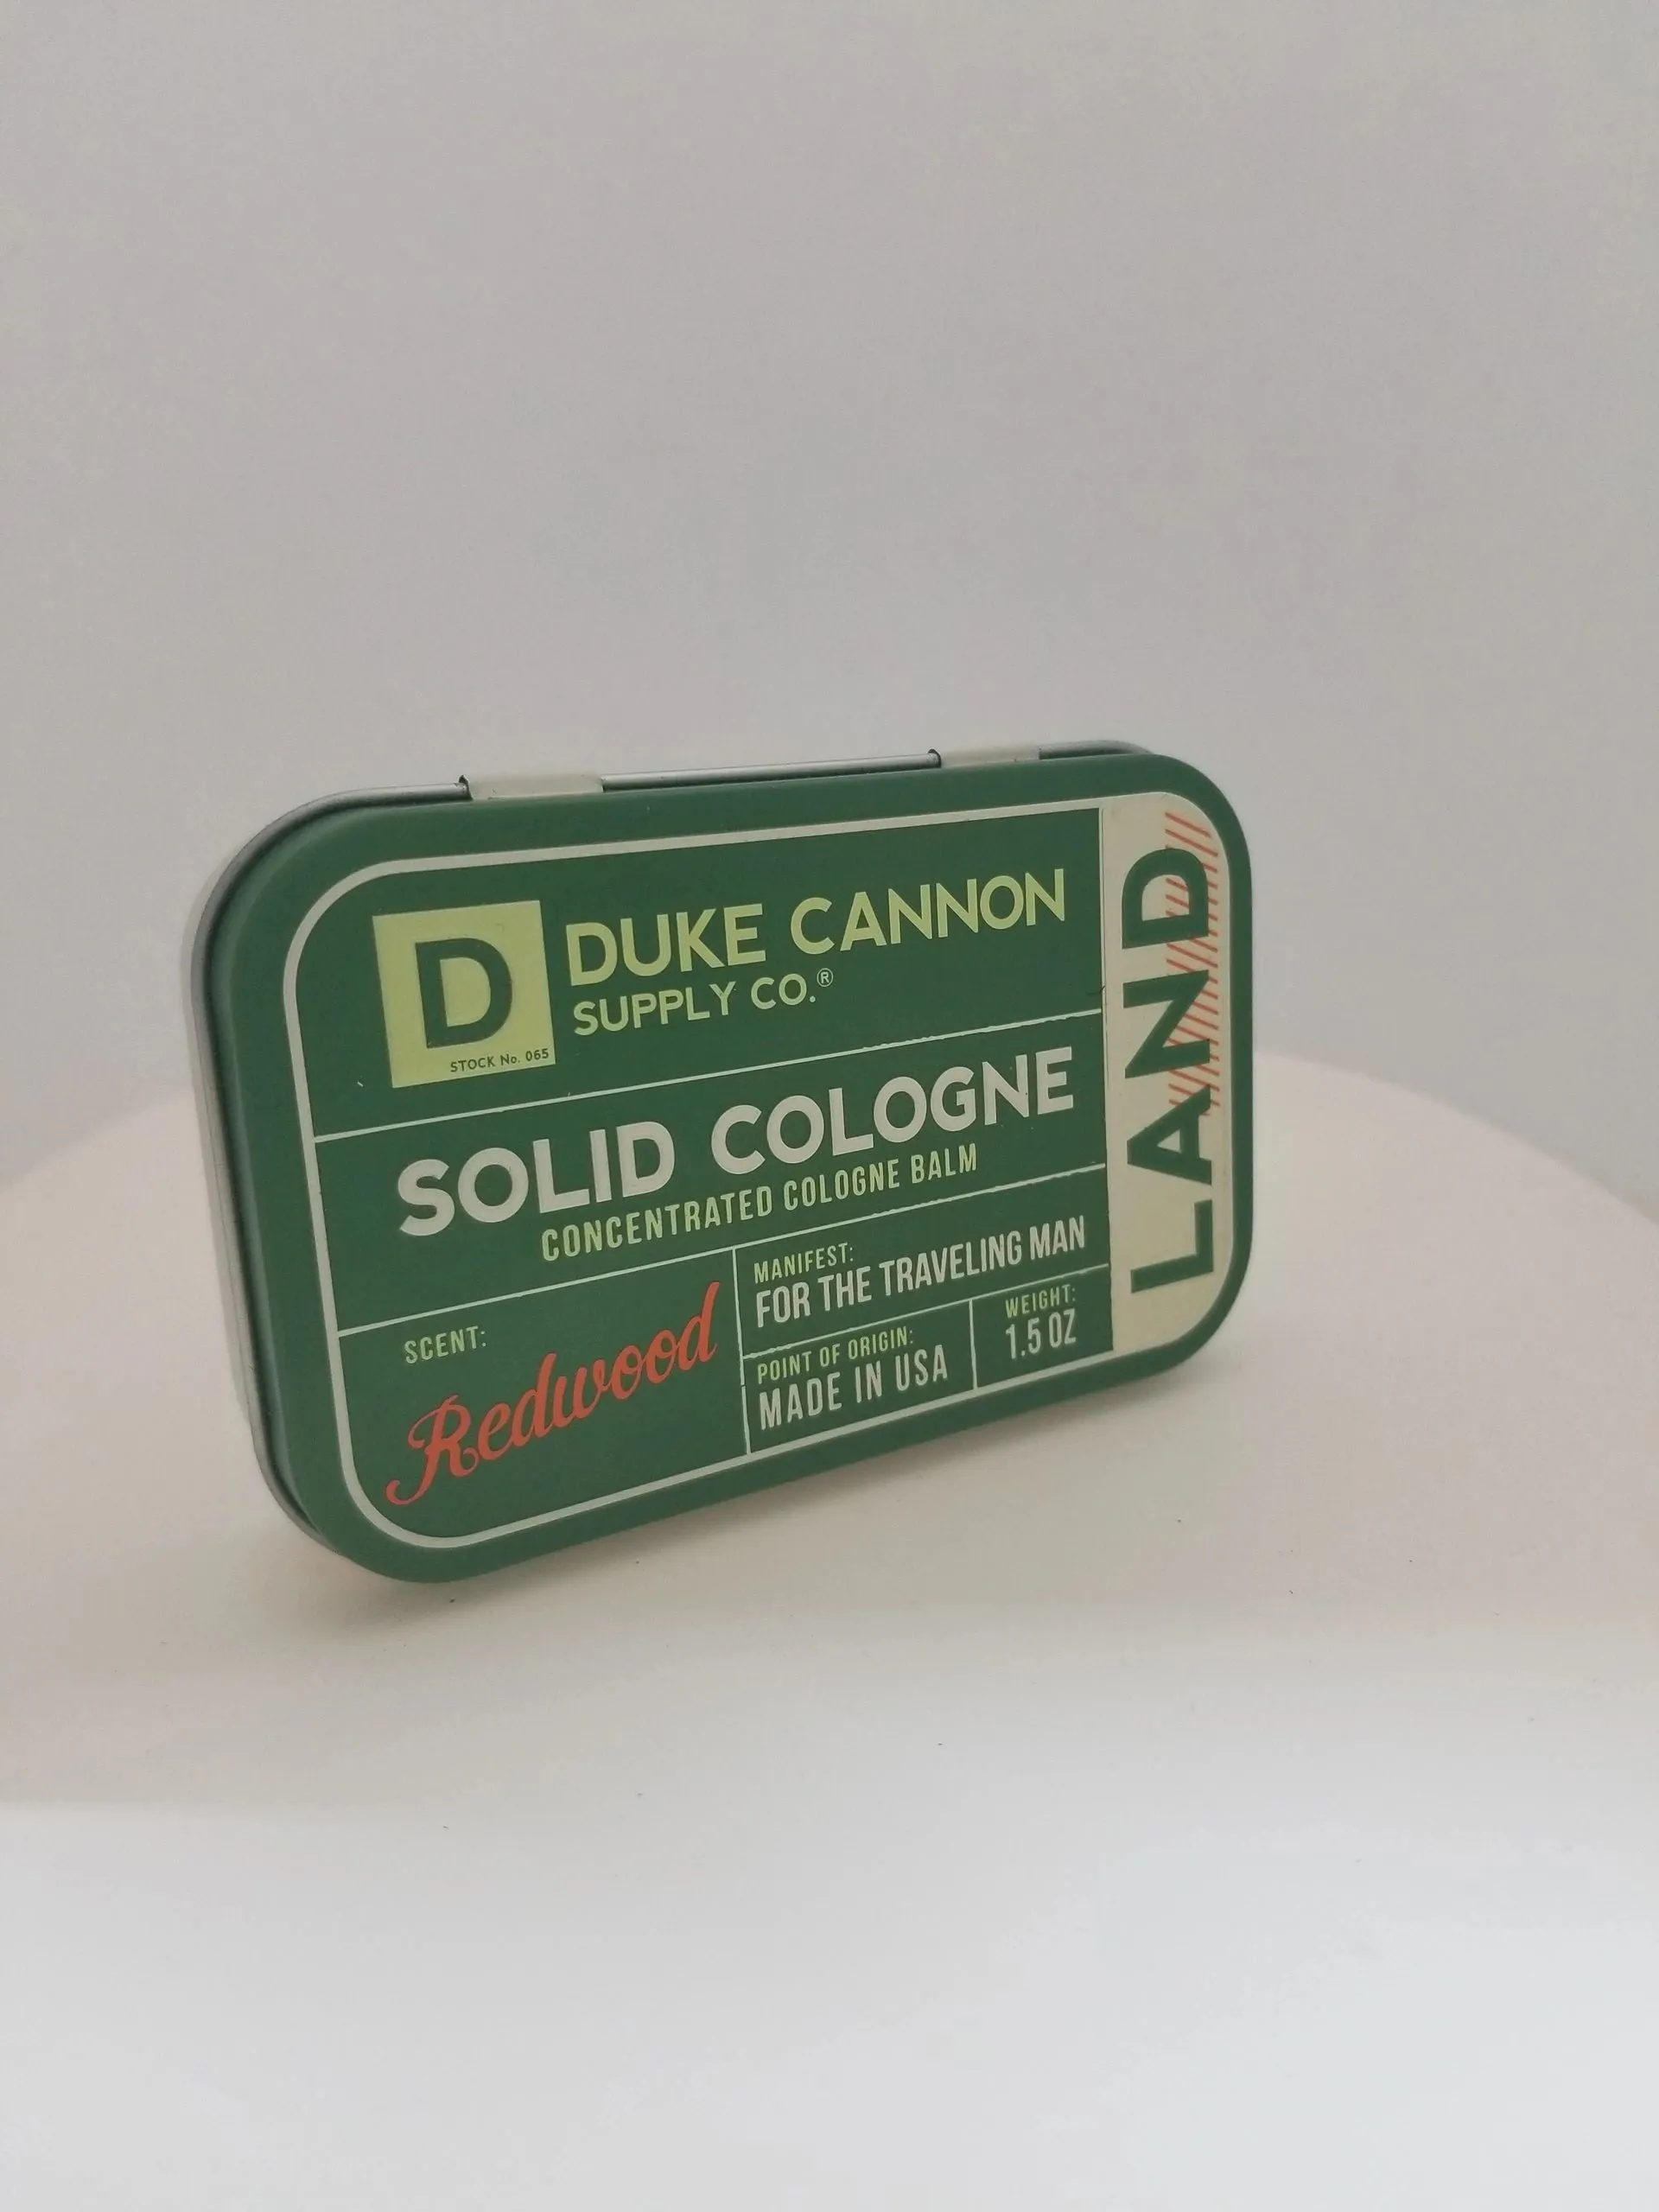 D
STOCK No. 065
DUKE CANNON
SUPPLY CO.®
SOLID COLOGNE
CONCENTRATED COLOGNE BALM
SCENT:
Redwood
MANIFEST:
FOR THE TRAVELING MAN
POINT OF ORIGIN:
MADE IN USA
WEIGHT:
1.5 OZ
LAND